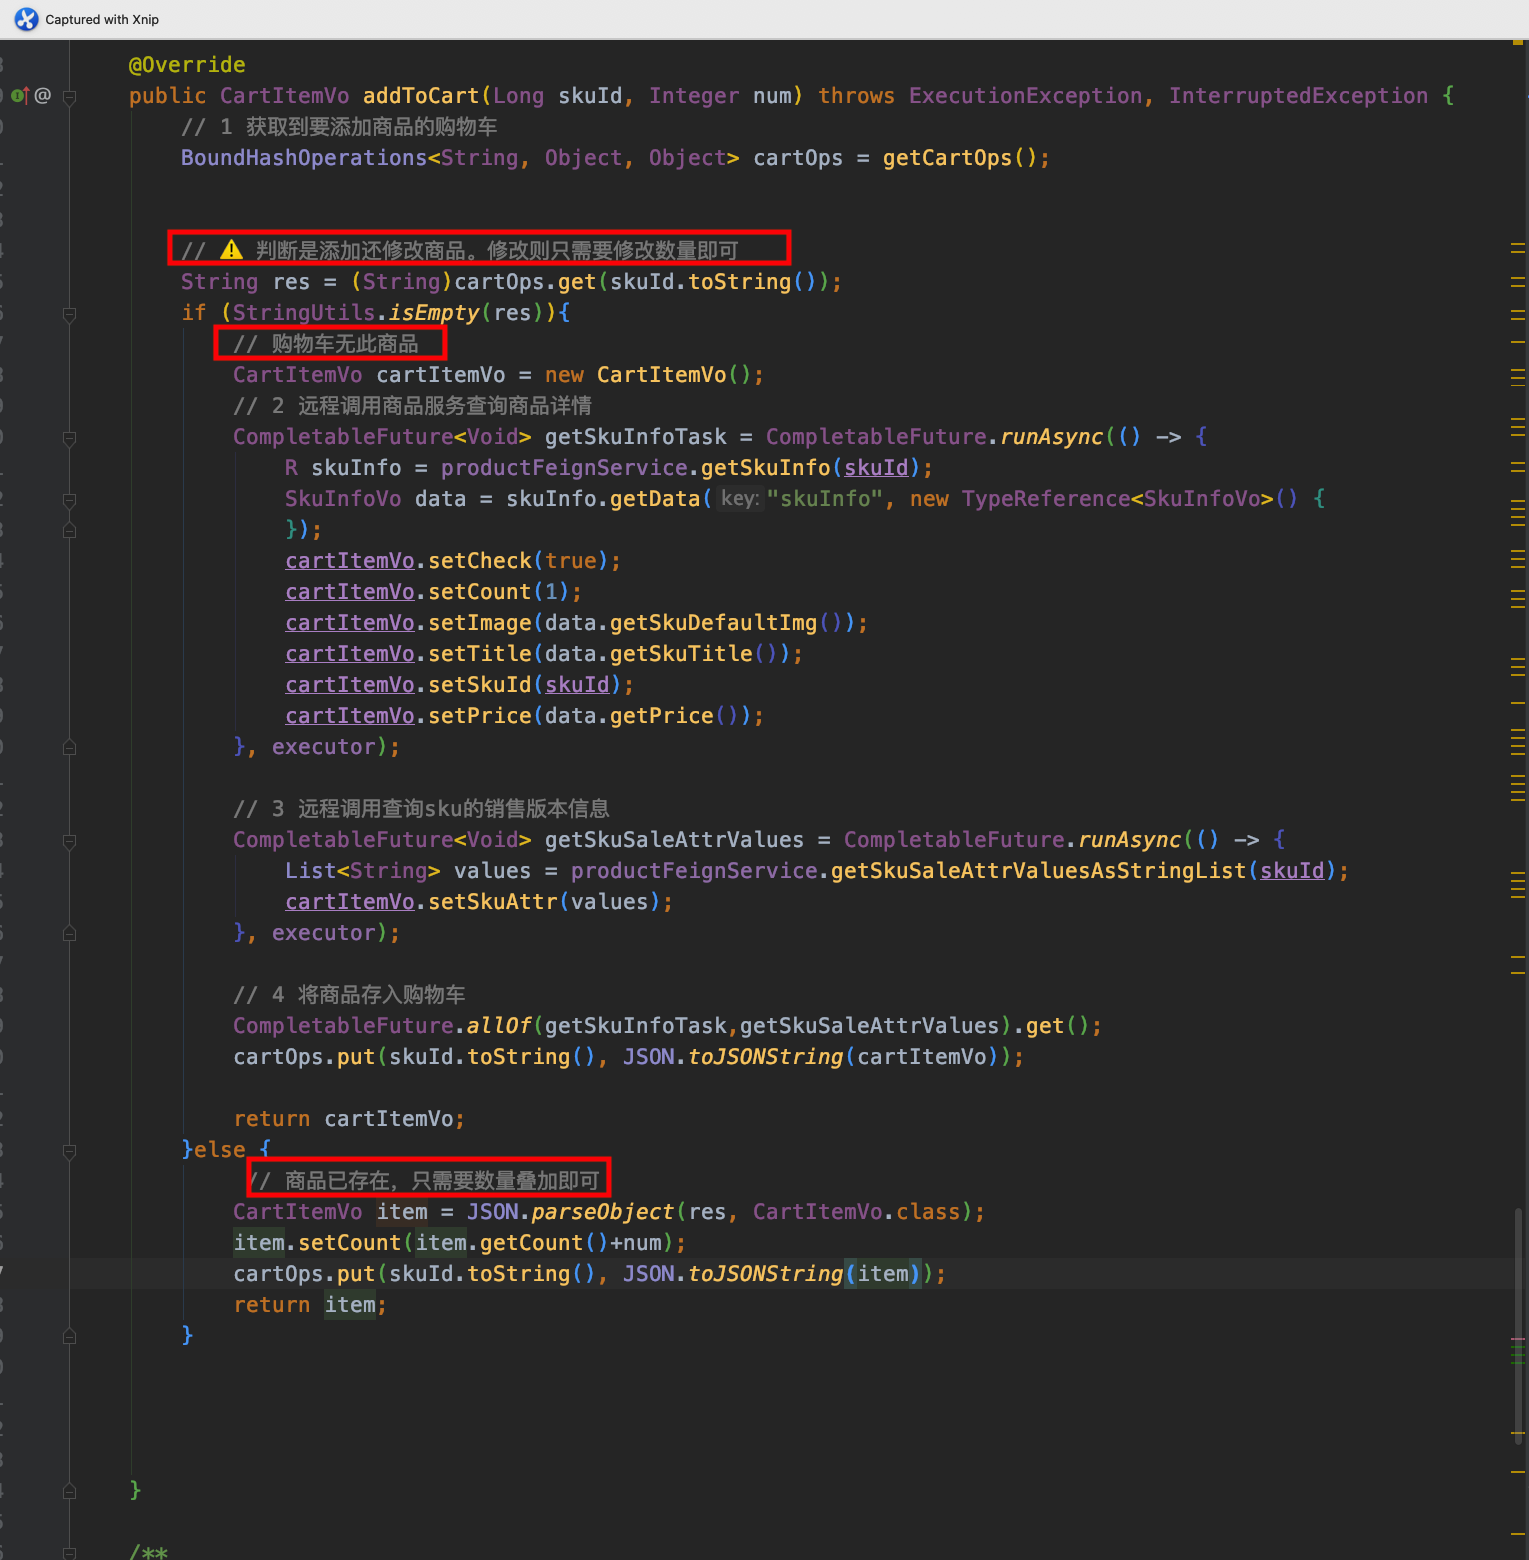 Captured with Xnip
@Override
public CartItemVo addToCart(Long skuId, Integer num) throws ExecutionException, InterruptedException {
// 1 获取到要添加商品的购物车
BoundHashOperations<String, Object, Object> cartOps = getCartOps();
// ⚠️ 判断是添加还修改商品。修改则只需要修改数量即可
String res = (String)cartOps.get(skuId.toString());
if (StringUtils.isEmpty(res)){
// 购物车无此商品
CartItemVo cartItemVo = new CartItemVo();
// 2 远程调用商品服务查询商品详情
CompletableFuture<Void> getSkuInfoTask = CompletableFuture.runAsync(() -> {
R skuInfo = productFeignService.getSkuInfo(skuId);
SkuInfoVo data = skuInfo.getData( key: "skuInfo", new TypeReference<SkuInfoVo>() {
});
cartItemVo.setCheck(true);
cartItemVo.setCount(1);
cartItemVo.setImage(data.getSkuDefaultImg());
cartItemVo.setTitle(data.getSkuTitle());
cartItemVo.setSkuId(skuId);
cartItemVo.setPrice(data.getPrice());
}, executor);
// 3 远程调用查询sku的销售版本信息
CompletableFuture<Void> getSkuSaleAttrValues = CompletableFuture.runAsync(() -> {
List<String> values = productFeignService.getSkuSaleAttrValuesAsStringList(skuId);
cartItemVo.setSkuAttr(values);
}, executor);
// 4 将商品存入购物车
CompletableFuture.allOf(getSkuInfoTask,getSkuSaleAttrValues).get();
cartOps.put(skuId.toString(), JSON.toJSONString(cartItemVo));
return cartItemVo;
}else {
// 商品已存在，只需要数量叠加即可
CartItemVo item = JSON.parseObject(res, CartItemVo.class);
item.setCount(item.getCount()+num);
cartOps.put(skuId.toString(), JSON.toJSONString(item));
return item;
}
}
/**